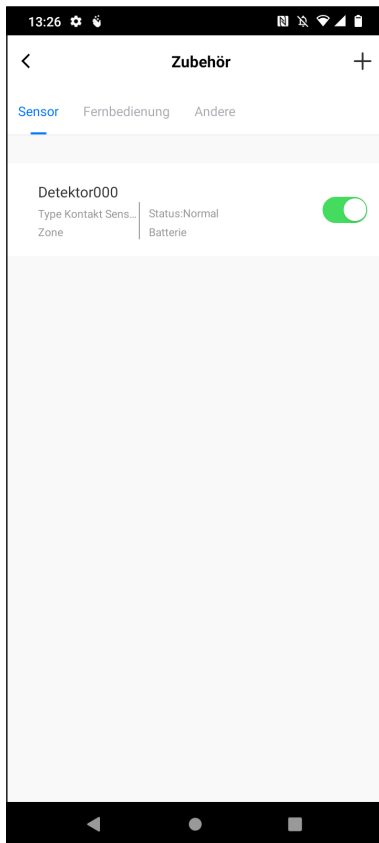 13:26
Zubehör
Sensor Fernbedienung Andere
Detektor000
Type Kontakt Sens... Status:Normal
Zone Batterie